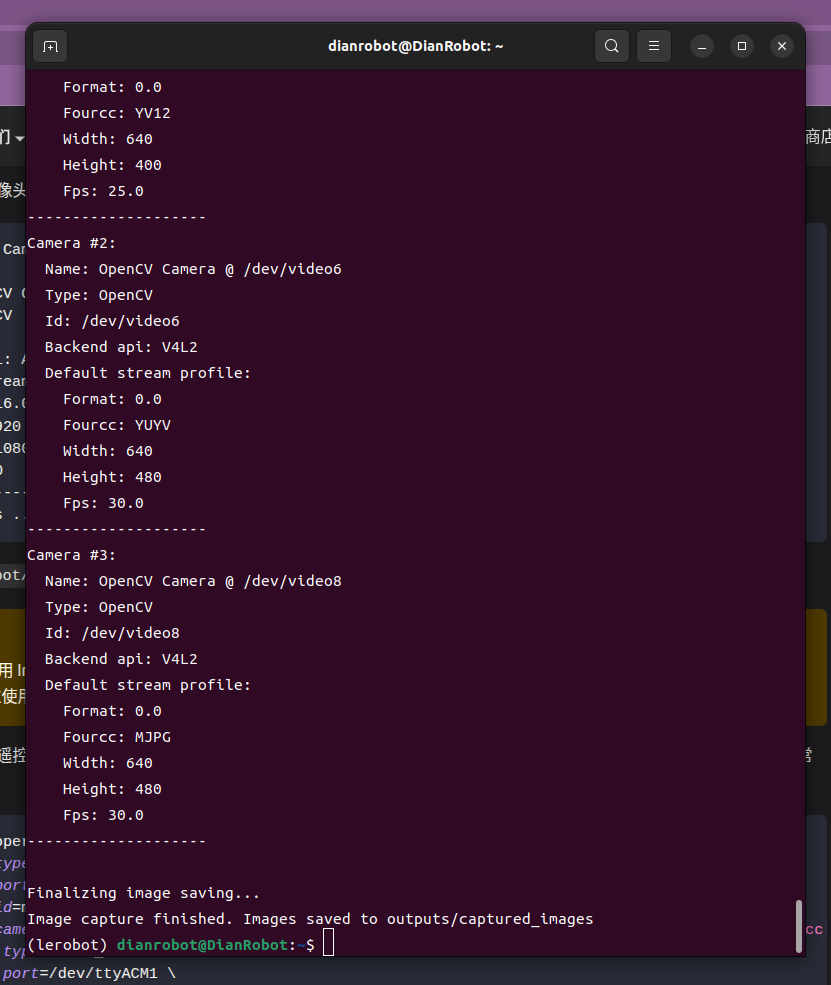 dianrobot@DianRobot: ~
Format: 0.0
Fourcc: YV12
Width: 640
Height: 400
Fps: 25.0
--------------------
Camera #2:
Name: OpenCV Camera @ /dev/video6
Type: OpenCV
Id: /dev/video6
Backend api: V4L2
Default stream profile:
Format: 0.0
Fourcc: YUYV
Width: 640
Height: 480
Fps: 30.0
--------------------
Camera #3:
Name: OpenCV Camera @ /dev/video8
Type: OpenCV
Id: /dev/video8
Backend api: V4L2
Default stream profile:
Format: 0.0
Fourcc: MJPG
Width: 640
Height: 480
Fps: 30.0
--------------------
Finalizing image saving...
Image capture finished. Images saved to outputs/captured_images
(lerobot) dianrobot@DianRobot:~$
port=/dev/ttyACM1 \